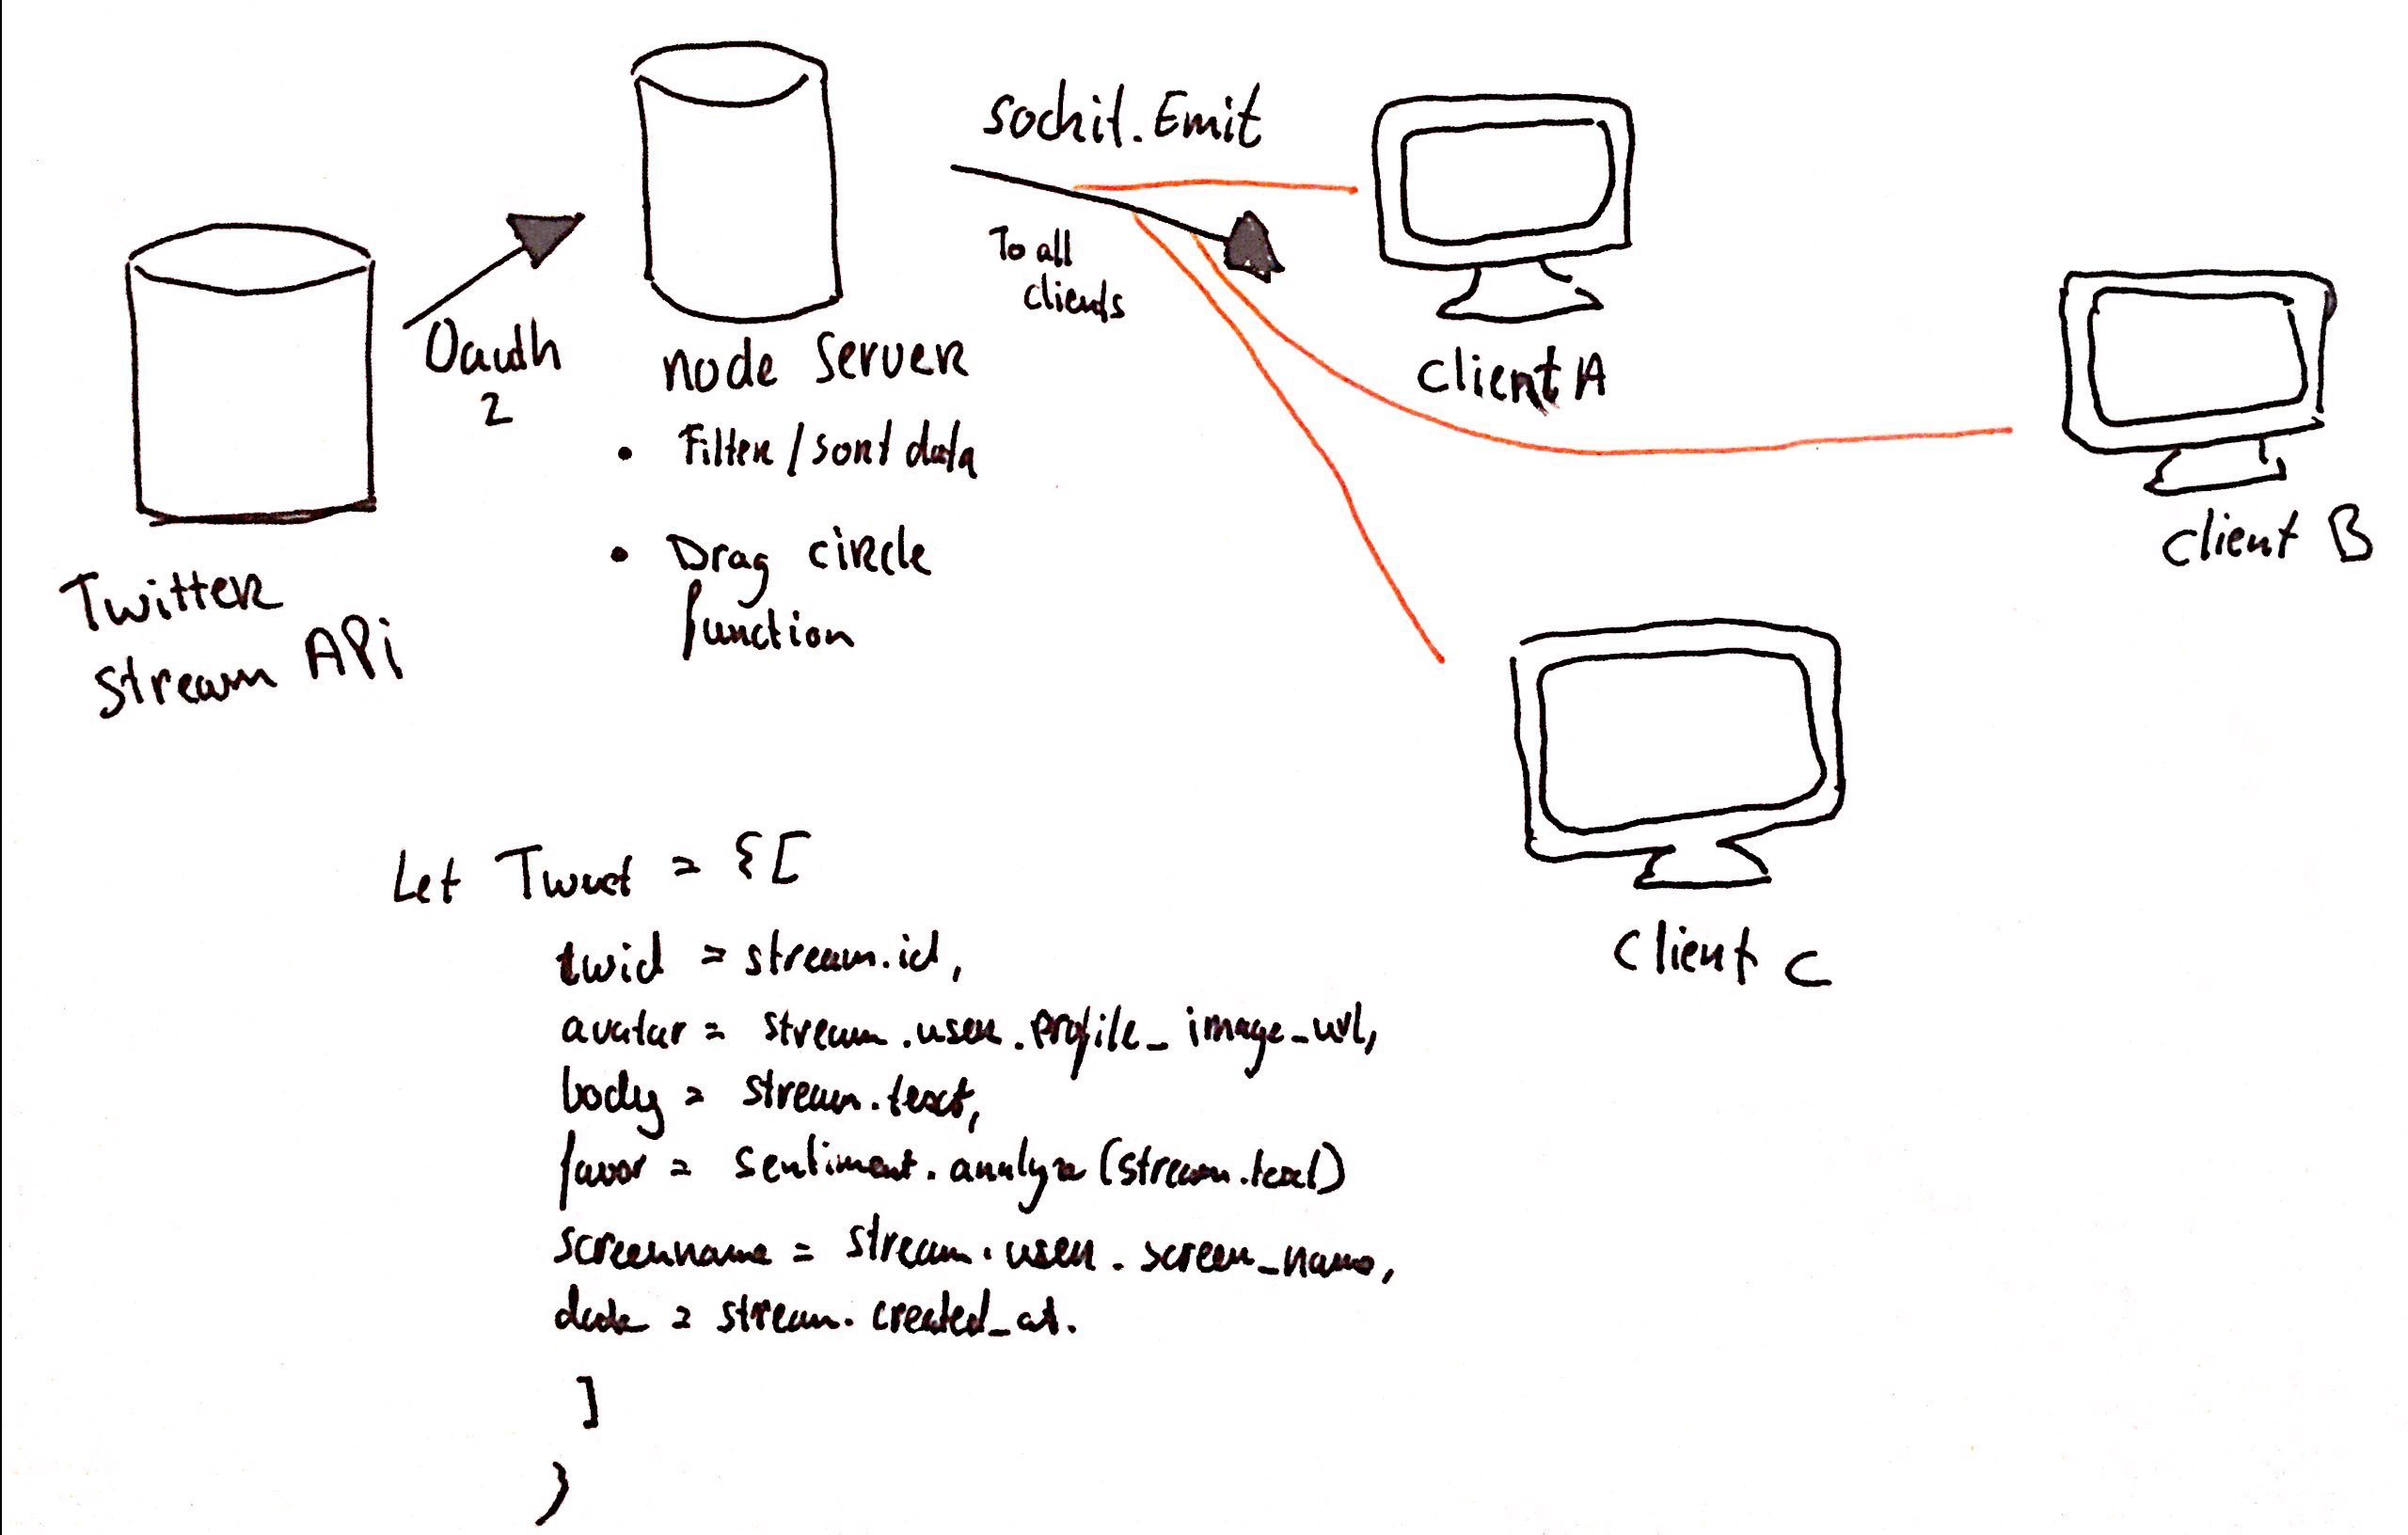 sockit.Emit
To all
clients
Oauth
2
node Server
• Filter/sort data
• Drag circle
function
Twitter
stream APi
client A
client B
client C
Let Tweet = {[
twid = stream.id,
avatar = stream.user.profile_image_url,
body = stream.text,
favor = sentiment.analyze(stream.text)
screenname = stream.user.screen_name,
date = stream.created_at.
]
}